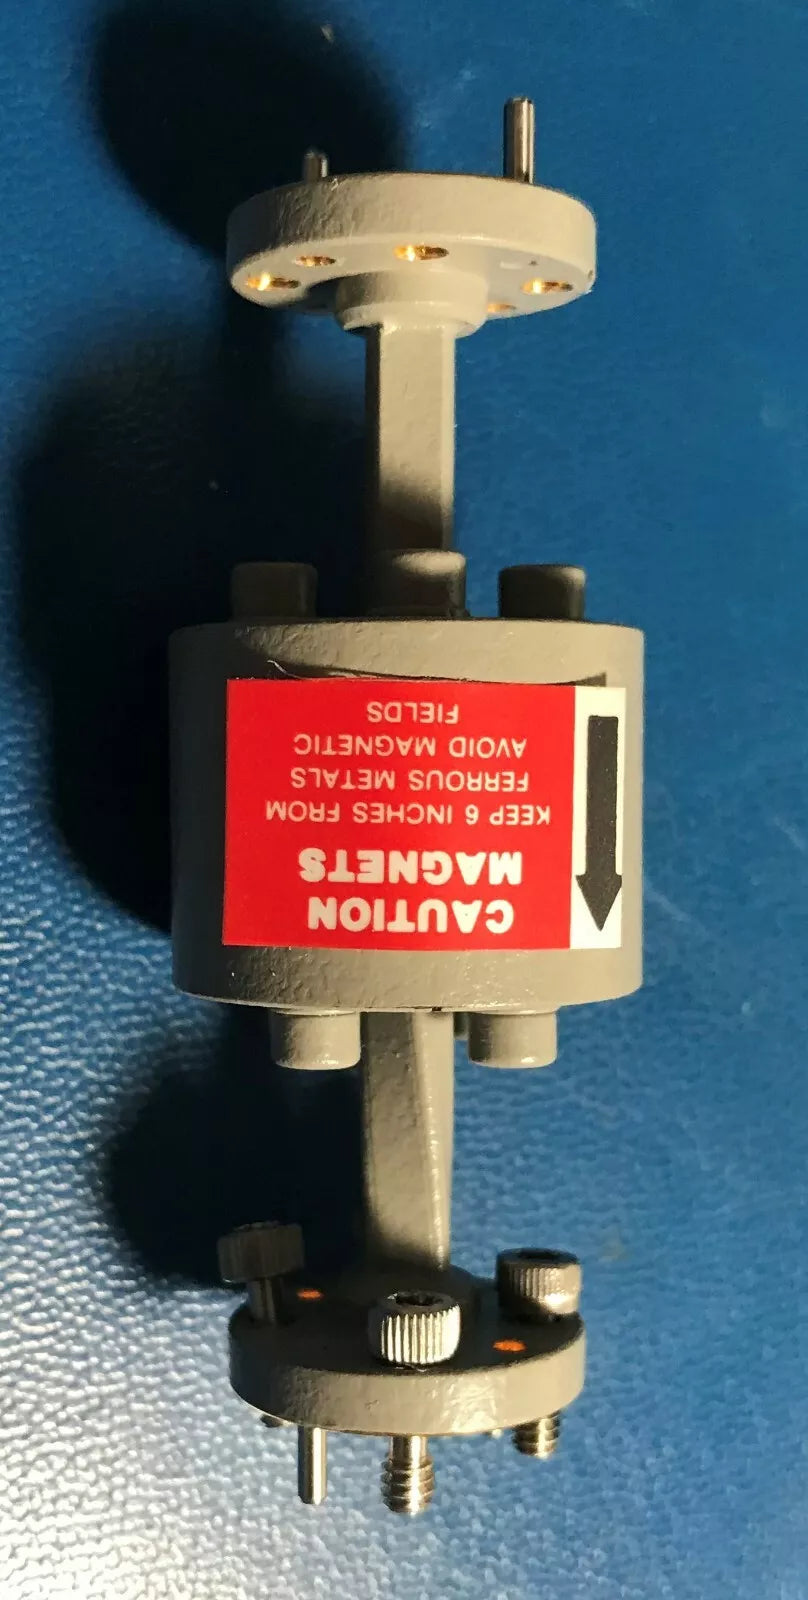 CAUTION
MAGNETS
KEEP 6 INCHES FROM
FERROUS METALS
AVOID MAGNETIC
FIELDS